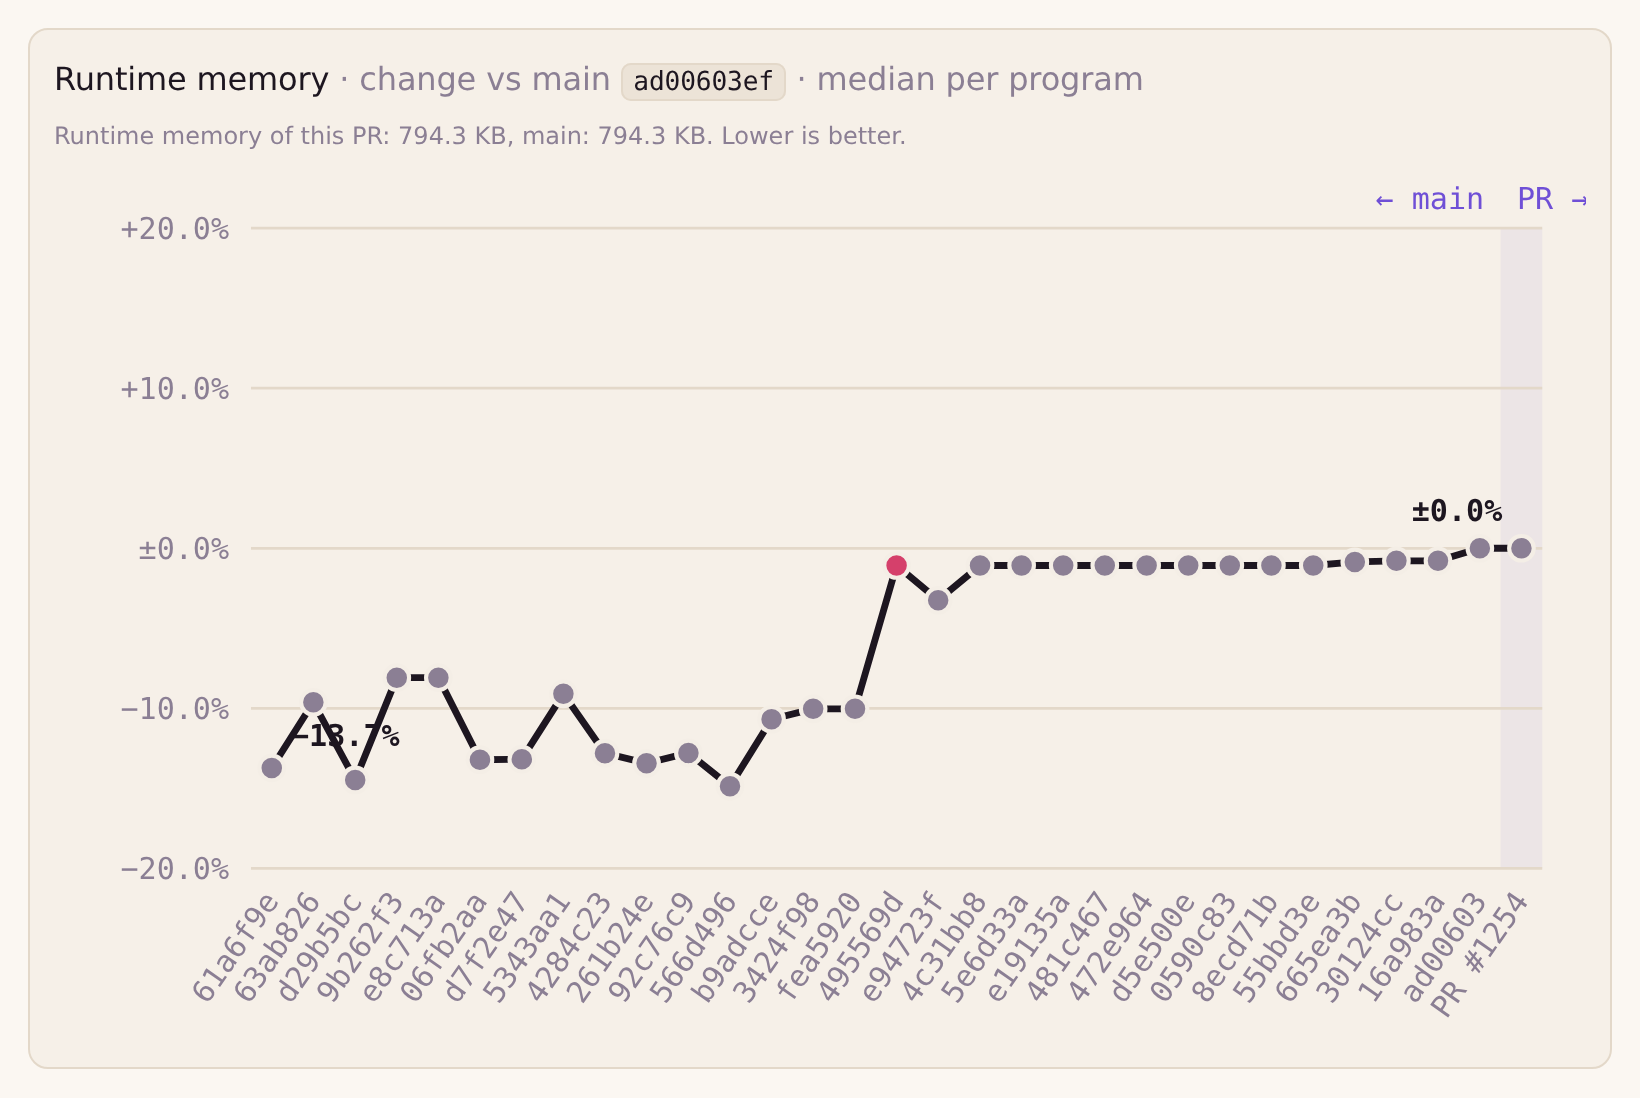 Runtime memory · change vs main ad00603ef · median per program
Runtime memory of this PR: 794.3 KB, main: 794.3 KB. Lower is better.
← main PR →
+20.0%
+10.0%
±0.0%
±0.0%
−10.0%
−13.7%
−20.0%
61a6f9e
63ab826
d29b5bc
9b262f3
e8c713a
06fb2aa
d7f2e47
5343aa1
4284c23
261b24e
92c76c9
566d496
b9adcce
3424f98
fea5920
495569d
e94723f
4c31bb8
5e6d33a
e19135a
481c467
472e964
d5e500e
0590c83
8ecd71b
55bbd3e
665ea3b
30124cc
16a983a
ad00603
PR #1254